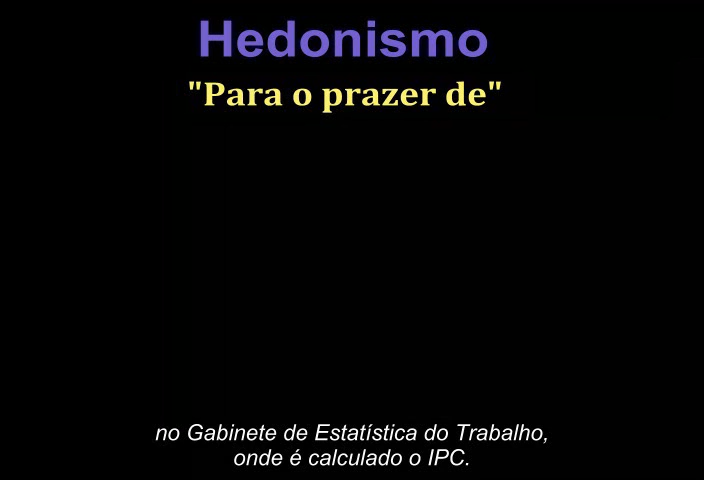 Hedonismo
"Para o prazer de"
no Gabinete de Estatística do Trabalho,
onde é calculado o IPC.